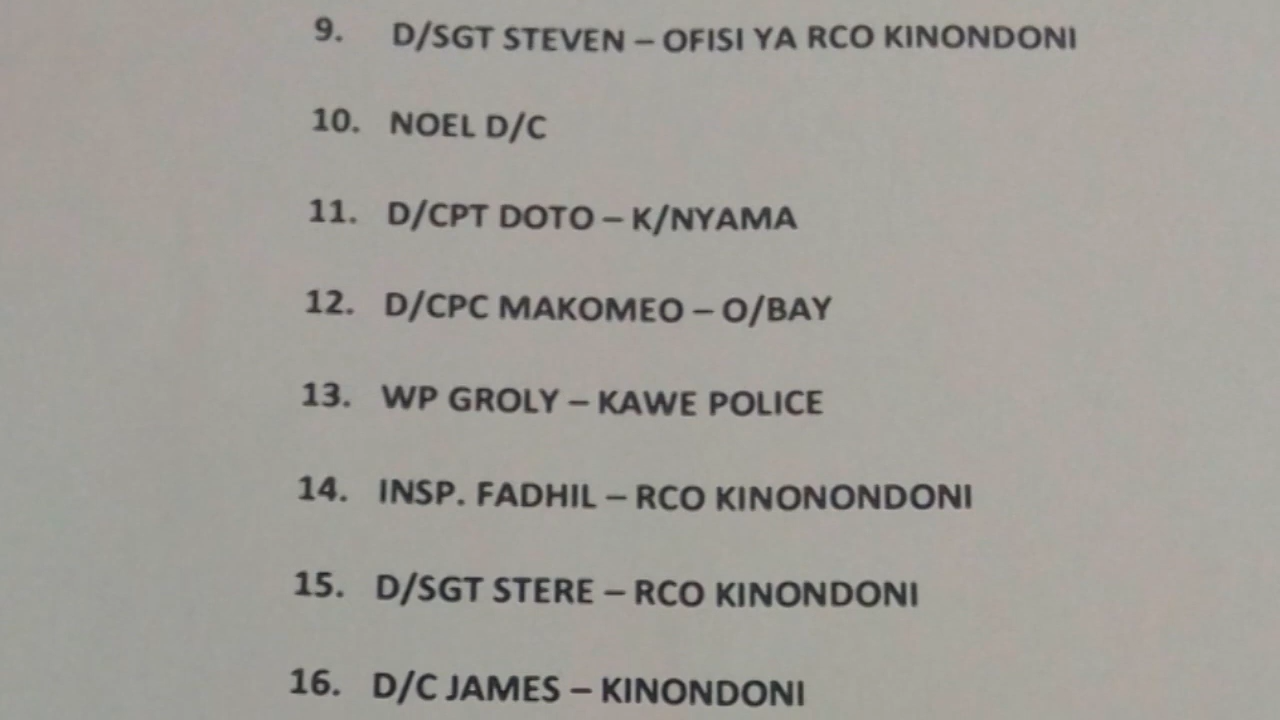 9. D/SGT STEVEN – OFISI YA RCO KINONDONI
10. NOEL D/C
11. D/CPT DOTO – K/NYAMA
12. D/CPC MAKOMEO – O/BAY
13. WP GROLY – KAWE POLICE
14. INSP. FADHIL – RCO KINONONDONI
15. D/SGT STERE – RCO KINONDONI
16. D/C JAMES – KINONDONI